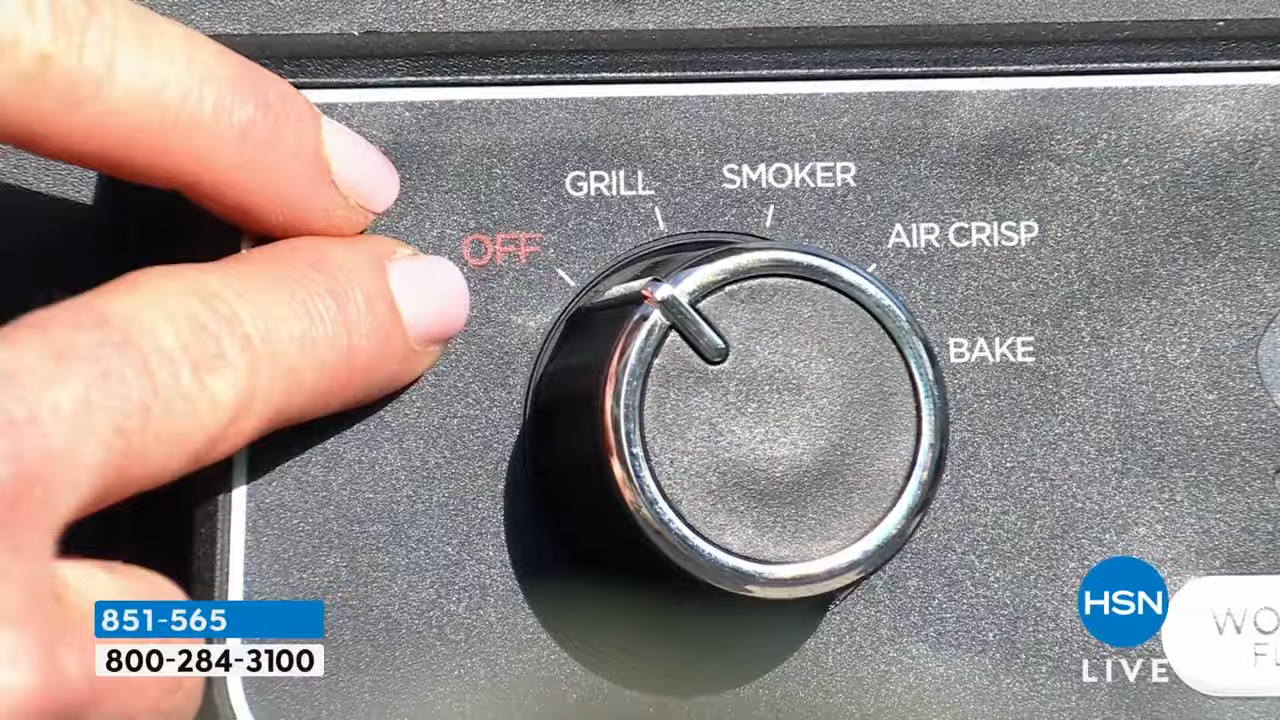 GRILL
SMOKER
OFF
AIR CRISP
BAKE
851-565
800-284-3100
HSN
LIVE